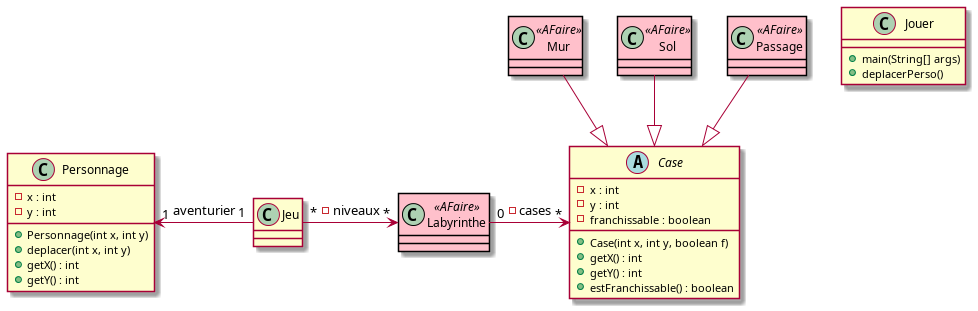 C «AFaire»
Mur
C «AFaire»
Sol
C «AFaire»
Passage
C Jouer
main(String[] args)
deplacerPerso()
C Personnage
x : int
y : int
Personnage(int x, int y)
deplacer(int x, int y)
getX() : int
getY() : int
1 aventurier 1
C Jeu
* niveaux *
C «AFaire»
Labyrinthe
0 cases *
A Case
x : int
y : int
franchissable : boolean
Case(int x, int y, boolean f)
getX() : int
getY() : int
estFranchissable() : boolean